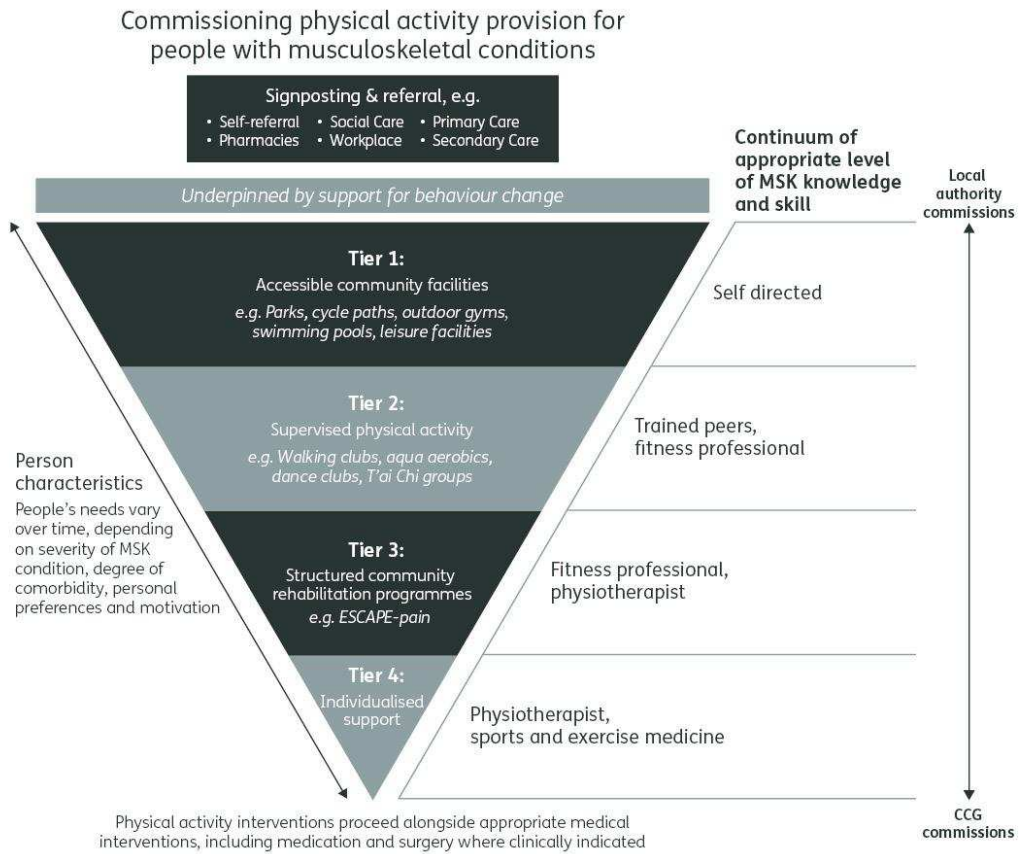 Commissioning physical activity provision for
people with musculoskeletal conditions
Signposting & referral, e.g.
• Self-referral • Social Care • Primary Care
• Pharmacies • Workplace • Secondary Care
Underpinned by support for behaviour change
Continuum of
appropriate level
of MSK knowledge
and skill
Local
authority
commissions
Tier 1:
Accessible community facilities
e.g. Parks, cycle paths, outdoor gyms,
swimming pools, leisure facilities
Self directed
Tier 2:
Supervised physical activity
e.g. Walking clubs, aqua aerobics,
dance clubs, T'ai Chi groups
Trained peers,
fitness professional
Person
characteristics
People's needs vary
over time, depending
on severity of MSK
condition, degree of
comorbidity, personal
preferences and motivation
Tier 3:
Structured community
rehabilitation programmes
e.g. ESCAPE-pain
Fitness professional,
physiotherapist
Tier 4:
Individualised
support
Physiotherapist,
sports and exercise medicine
CCG
commissions
Physical activity interventions proceed alongside appropriate medical
interventions, including medication and surgery where clinically indicated